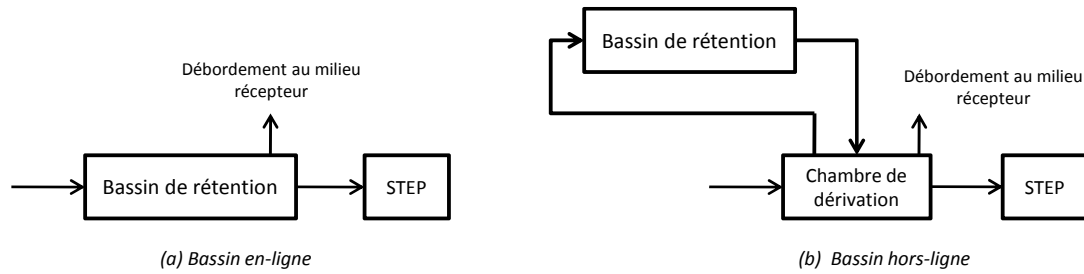 Débordement au milieu
récepteur
Bassin de rétention
STEP
(a) Bassin en-ligne
Bassin de rétention
Débordement au milieu
récepteur
Chambre de
dérivation
STEP
(b) Bassin hors-ligne